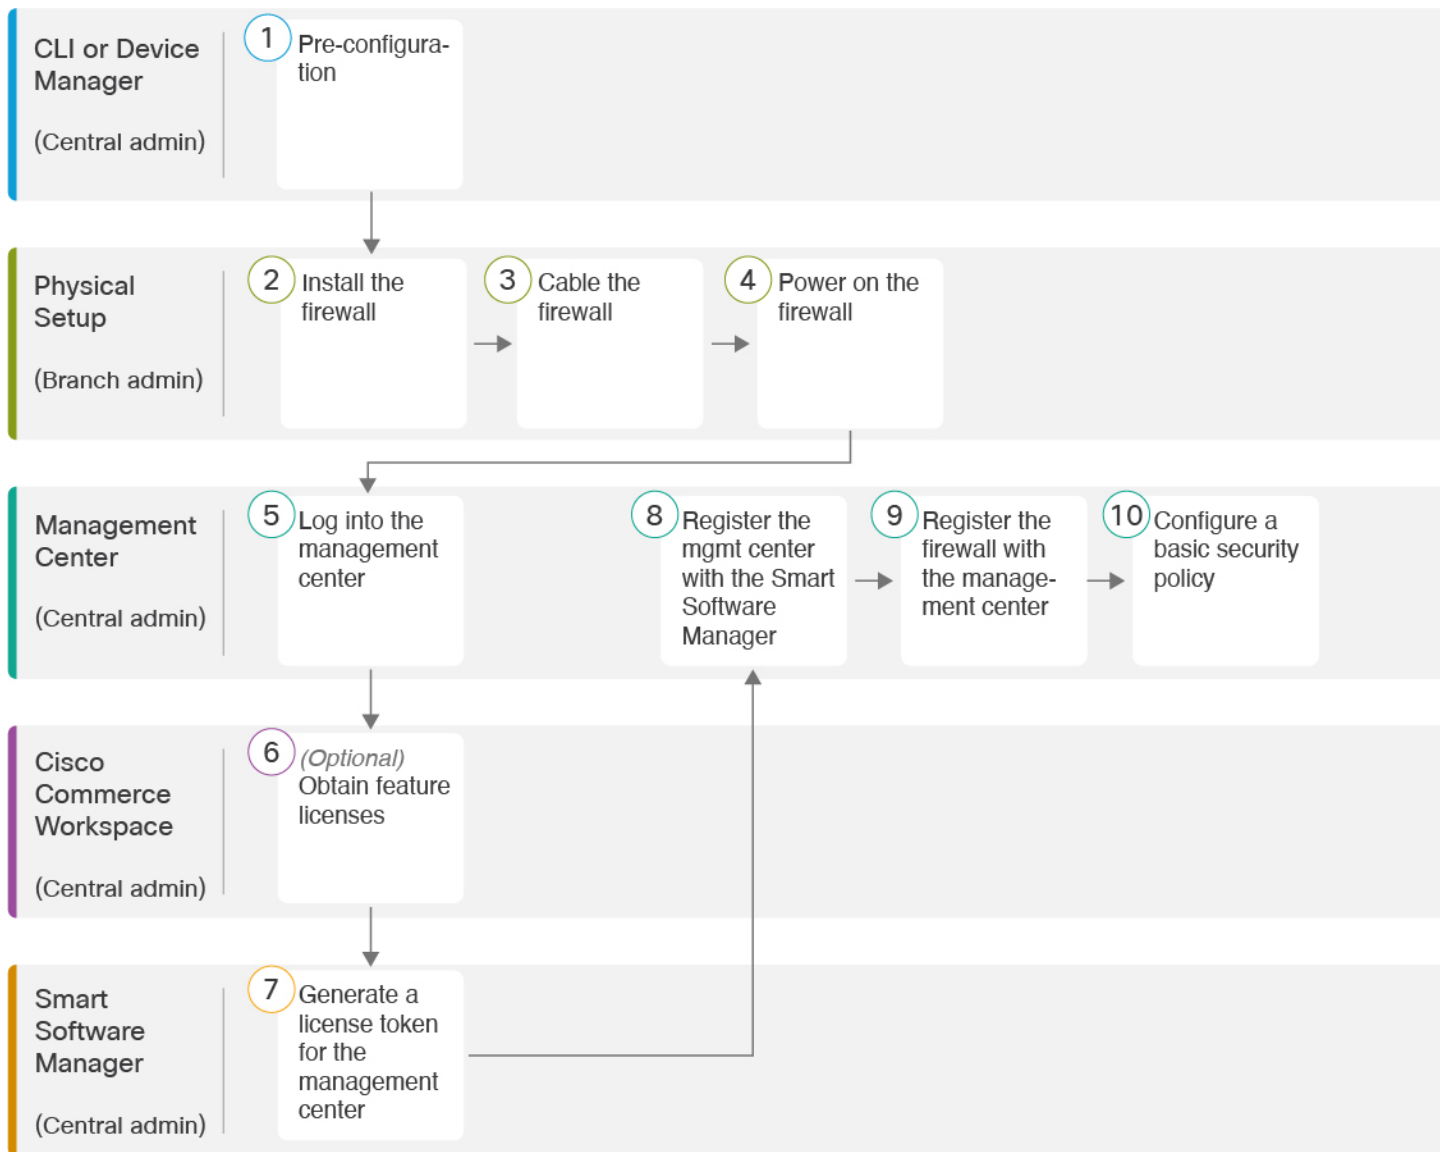 CLI or Device
Manager
(Central admin)
1
Pre-configura-
tion
Physical
Setup
(Branch admin)
2
Install the
firewall
3
Cable the
firewall
4
Power on the
firewall
Management
Center
(Central admin)
5
Log into the
management
center
8
Register the
mgmt center
with the Smart
Software
Manager
9
Register the
firewall with
the manage-
ment center
10
Configure a
basic security
policy
Cisco
Commerce
Workspace
(Central admin)
6
(Optional)
Obtain feature
licenses
Smart
Software
Manager
(Central admin)
7
Generate a
license token
for the
management
center